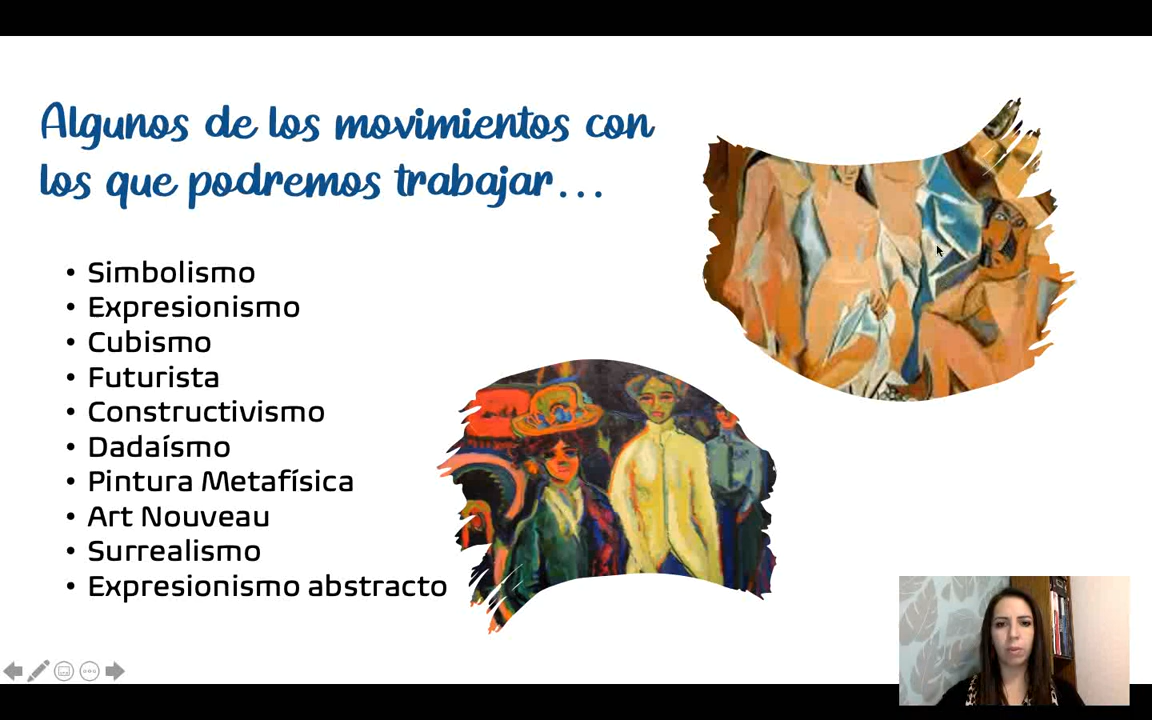 Algunos de los movimientos con
los que podremos trabajar...
• Simbolismo
• Expresionismo
• Cubismo
• Futurista
• Constructivismo
• Dadaísmo
• Pintura Metafísica
• Art Nouveau
• Surrealismo
• Expresionismo abstracto